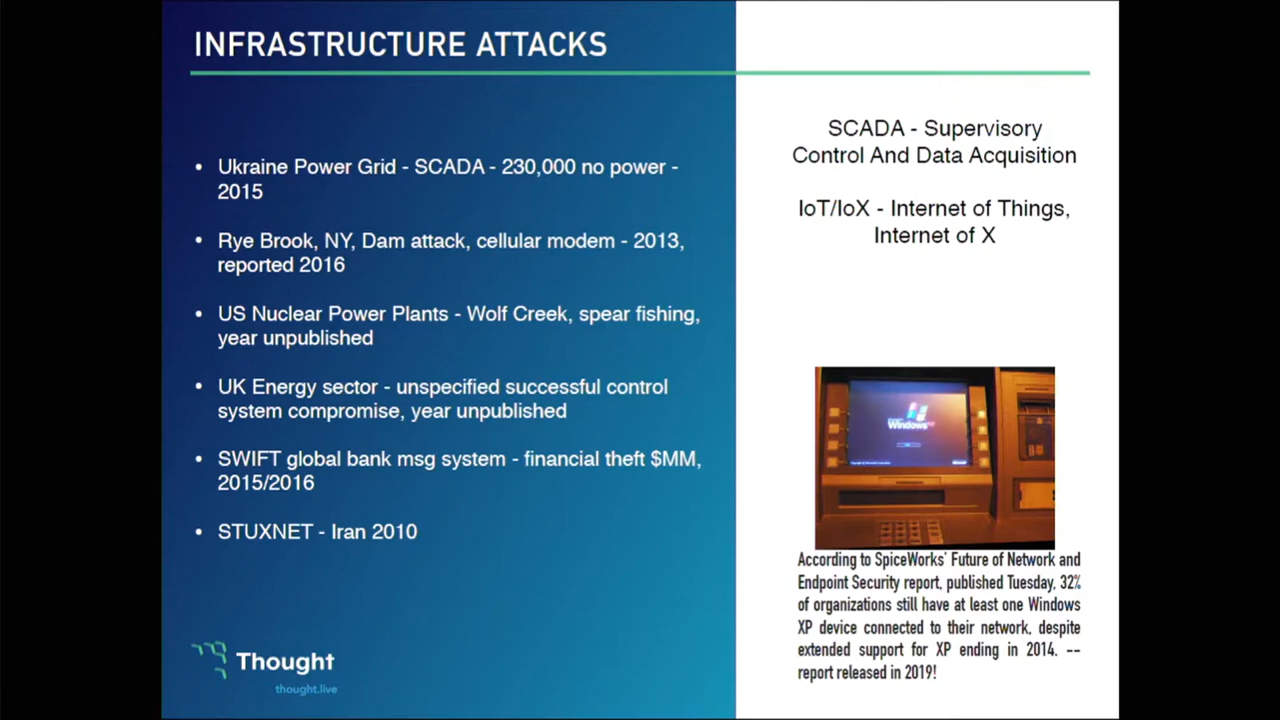 INFRASTRUCTURE ATTACKS
• Ukraine Power Grid - SCADA - 230,000 no power -
2015
• Rye Brook, NY, Dam attack, cellular modem - 2013,
reported 2016
• US Nuclear Power Plants - Wolf Creek, spear fishing,
year unpublished
• UK Energy sector - unspecified successful control
system compromise, year unpublished
• SWIFT global bank msg system - financial theft $MM,
2015/2016
• STUXNET - Iran 2010
Thought
thought.live
SCADA - Supervisory
Control And Data Acquisition
IoT/IoX - Internet of Things,
Internet of X
Windows
According to SpiceWorks' Future of Network and
Endpoint Security report, published Tuesday, 32%
of organizations still have at least one Windows
XP device connected to their network, despite
extended support for XP ending in 2014. --
report released in 2019!